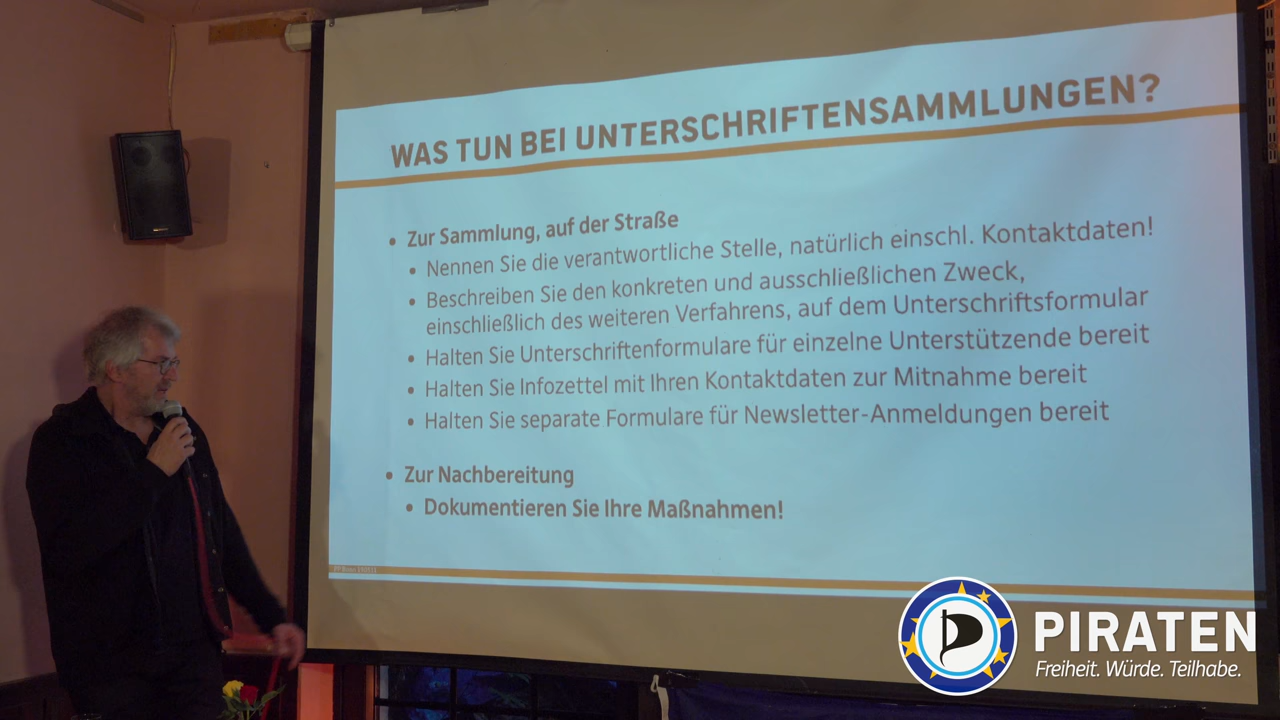 WAS TUN BEI UNTERSCHRIFTENSAMMLUNGEN?
• Zur Sammlung, auf der Straße
• Nennen Sie die verantwortliche Stelle, natürlich einschl. Kontaktdaten!
• Beschreiben Sie den konkreten und ausschließlichen Zweck,
einschließlich des weiteren Verfahrens, auf dem Unterschriftsformular
• Halten Sie Unterschriftenformulare für einzelne Unterstützende bereit
• Halten Sie Infozettel mit Ihren Kontaktdaten zur Mitnahme bereit
• Halten Sie separate Formulare für Newsletter-Anmeldungen bereit
• Zur Nachbereitung
• Dokumentieren Sie Ihre Maßnahmen!
PIRATEN
Freiheit. Würde. Teilhabe.